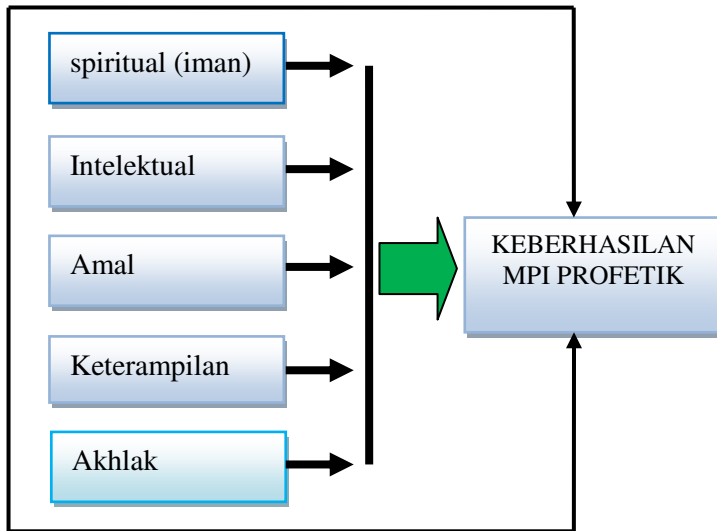 spiritual (iman)
Intelektual
Amal
Keterampilan
Akhlak
KEBERHASILAN
MPI PROFETIK